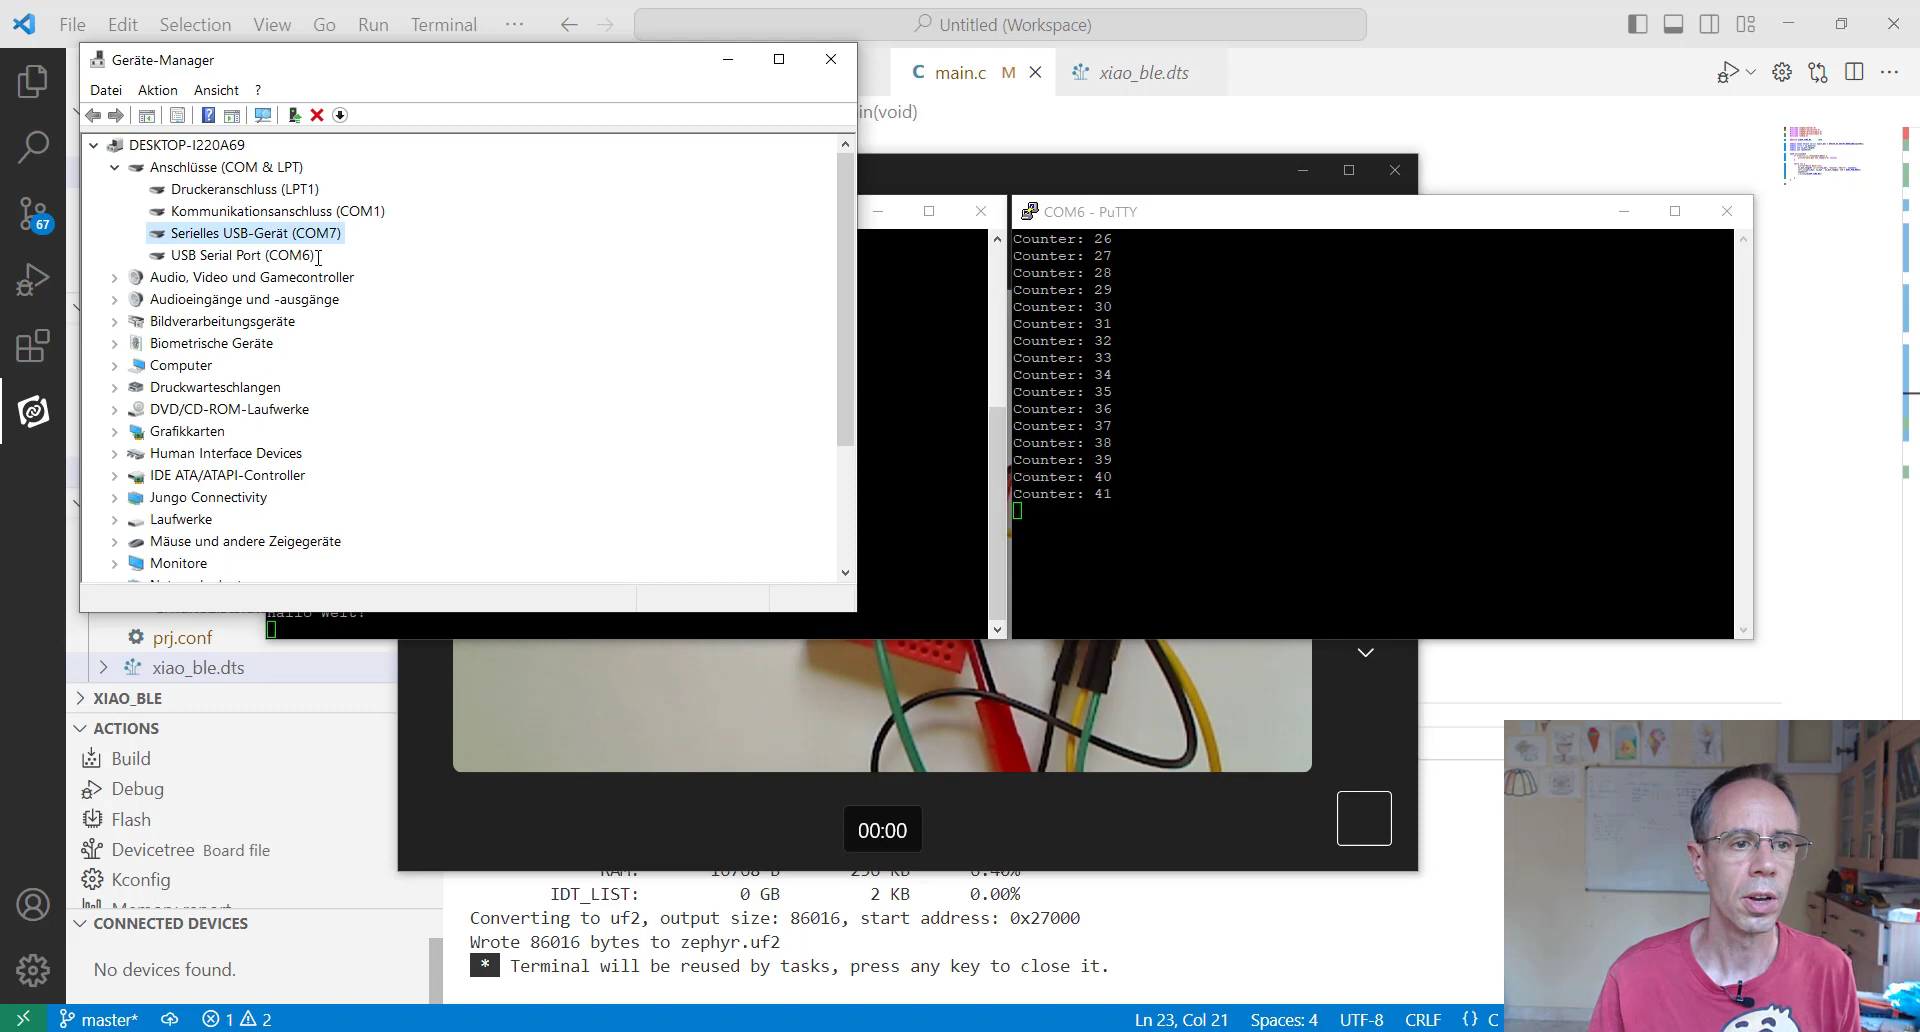 File Edit Selection View Go Run Terminal ··· Untitled (Workspace)
Geräte-Manager
Datei Aktion Ansicht ?
DESKTOP-I220A69
Anschlüsse (COM & LPT)
Druckeranschluss (LPT1)
Kommunikationsanschluss (COM1)
Serielles USB-Gerät (COM7)
USB Serial Port (COM6)
Audio, Video und Gamecontroller
Audioeingänge und -ausgänge
Bildverarbeitungsgeräte
Biometrische Geräte
Computer
Druckwarteschlangen
DVD/CD-ROM-Laufwerke
Grafikkarten
Human Interface Devices
IDE ATA/ATAPI-Controller
Jungo Connectivity
Laufwerke
Mäuse und andere Zeigegeräte
Monitore
C main.c M
xiao_ble.dts
in(void)
COM6 - PuTTY
Counter: 26
Counter: 27
Counter: 28
Counter: 29
Counter: 30
Counter: 31
Counter: 32
Counter: 33
Counter: 34
Counter: 35
Counter: 36
Counter: 37
Counter: 38
Counter: 39
Counter: 40
Counter: 41
Hallo Welt!
67
prj.conf
xiao_ble.dts
XIAO_BLE
ACTIONS
Build
Debug
Flash
Devicetree Board file
Kconfig
Memory report
CONNECTED DEVICES
No devices found.
00:00
RAM: 256 KB
IDT_LIST: 0 GB 2 KB 0.00%
Converting to uf2, output size: 86016, start address: 0x27000
Wrote 86016 bytes to zephyr.uf2
* Terminal will be reused by tasks, press any key to close it.
master* 1 2 Ln 23, Col 21 Spaces: 4 UTF-8 CRLF {} C